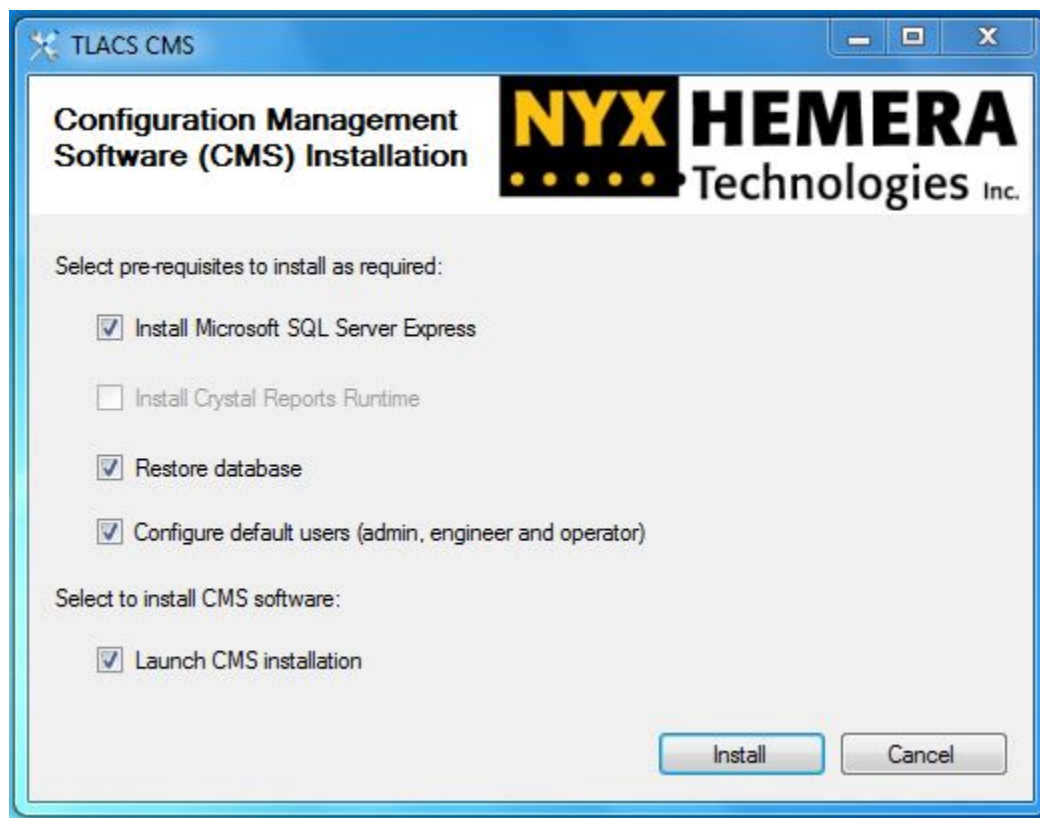 TLACS CMS
Configuration Management
Software (CMS) Installation
NYX HEMERA
Technologies Inc.
Select pre-requisites to install as required:
Install Microsoft SQL Server Express
Install Crystal Reports Runtime
Restore database
Configure default users (admin, engineer and operator)
Select to install CMS software:
Launch CMS installation
Install Cancel